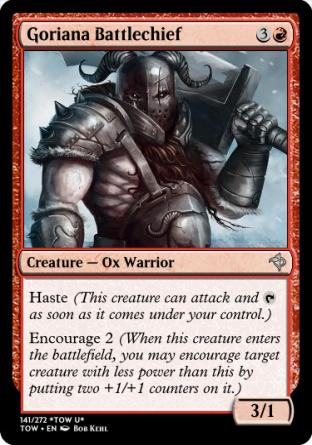 Goriana Battlechief 3
Creature — Ox Warrior
Haste (This creature can attack and
as soon as it comes under your control.)
Encourage 2 (When this creature enters
the battlefield, you may encourage target
creature with less power than this by
putting two +1/+1 counters on it.)
3/1
141/272 *TOW U*
TOW • EN Bob Kehl